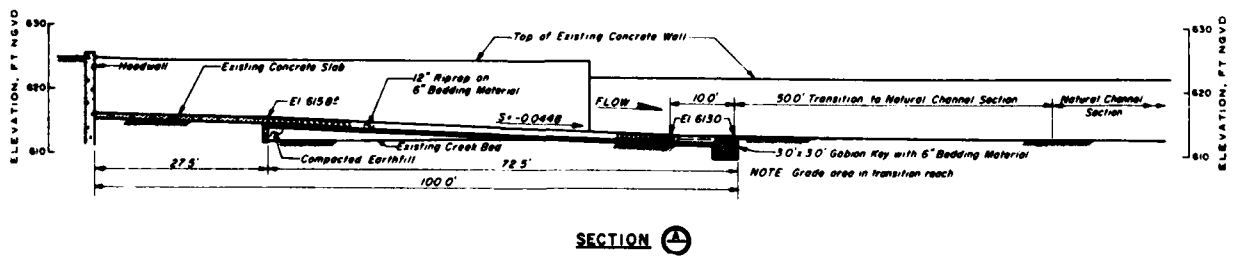 ELEVATION, FT NGVD
630
620
610
Headwall
Existing Concrete Slab
El 615.8±
12" Riprap on
6" Bedding Material
Top of Existing Concrete Wall
FLOW
10.0'
50.0' Transition to Natural Channel Section
Natural Channel
Section
S = -0.0448
El 613.0
Existing Creek Bed
Compacted Earthfill
3.0' x 3.0' Gabion Key with 6" Bedding Material
27.5'
72.5'
100.0'
NOTE Grade area in transition reach
630
620
610
ELEVATION, FT NGVD
SECTION A